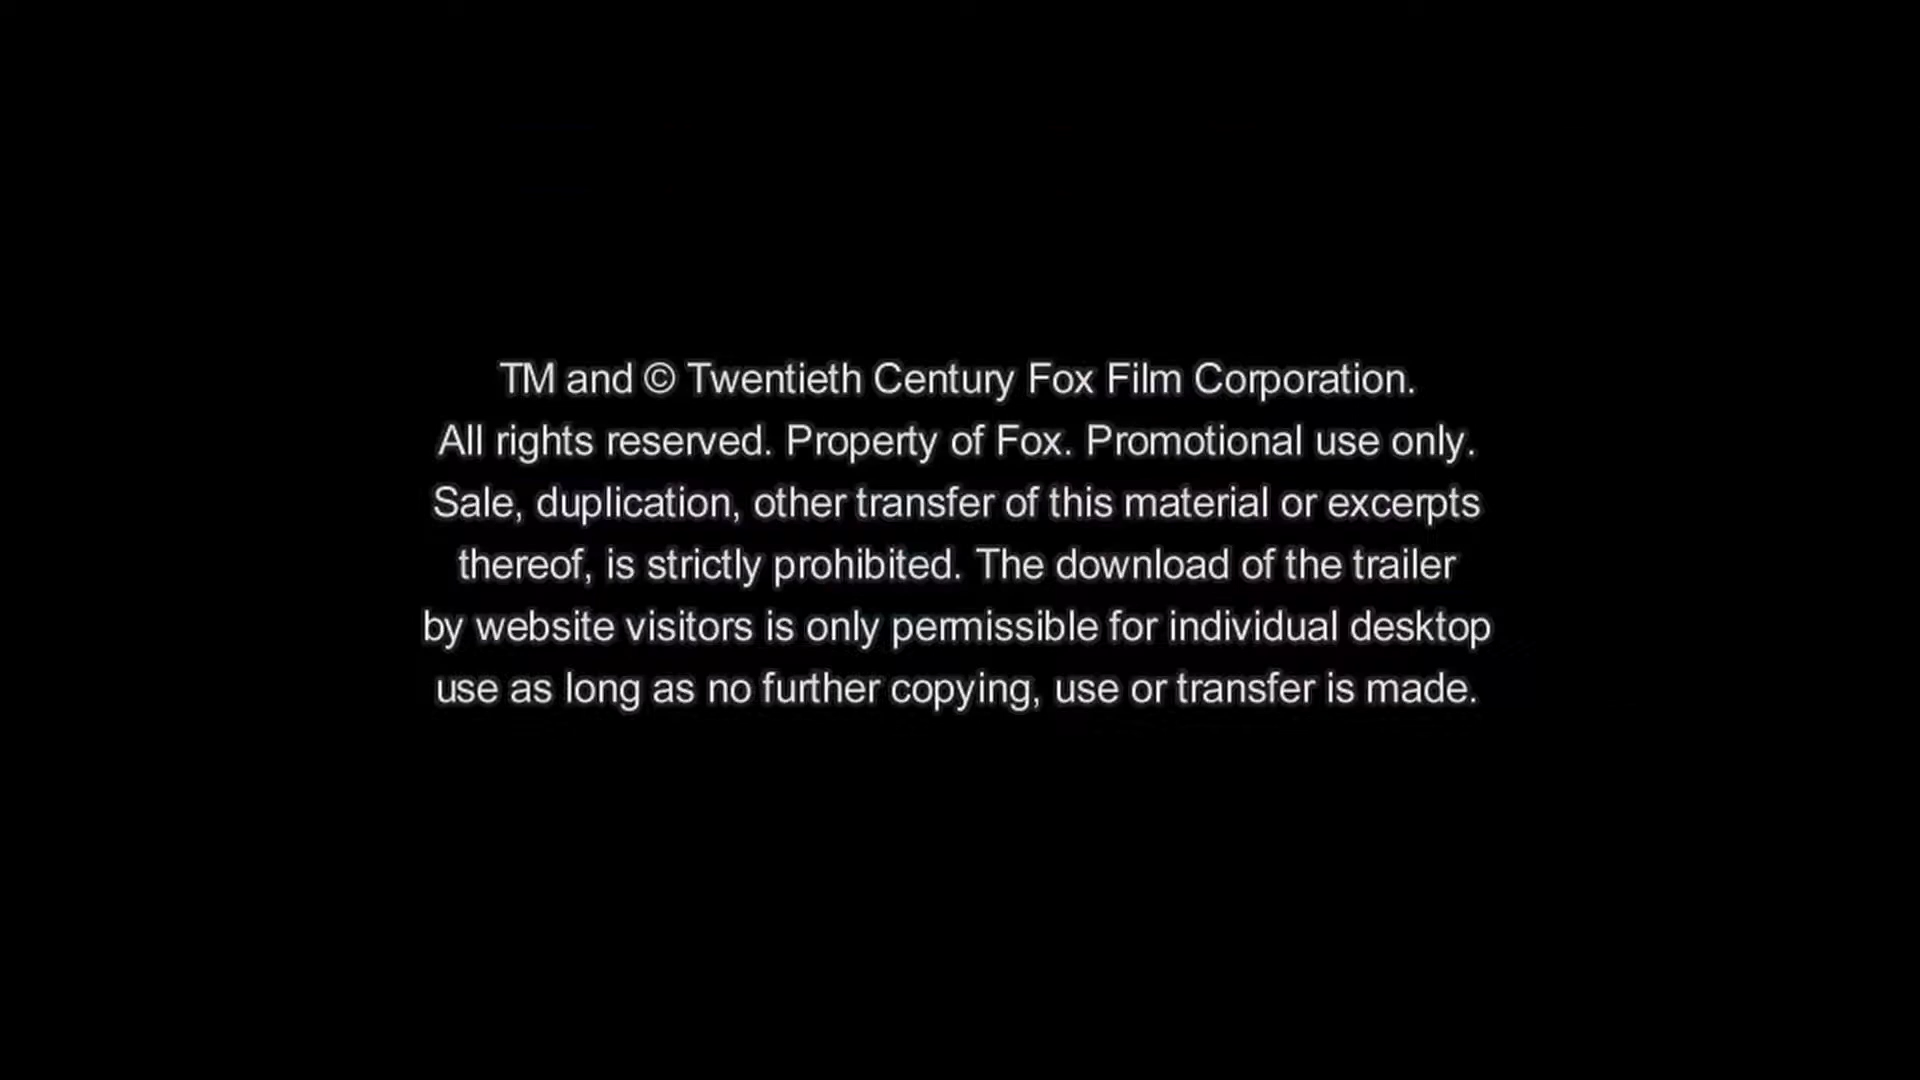 TM and © Twentieth Century Fox Film Corporation.
All rights reserved. Property of Fox. Promotional use only.
Sale, duplication, other transfer of this material or excerpts
thereof, is strictly prohibited. The download of the trailer
by website visitors is only permissible for individual desktop
use as long as no further copying, use or transfer is made.